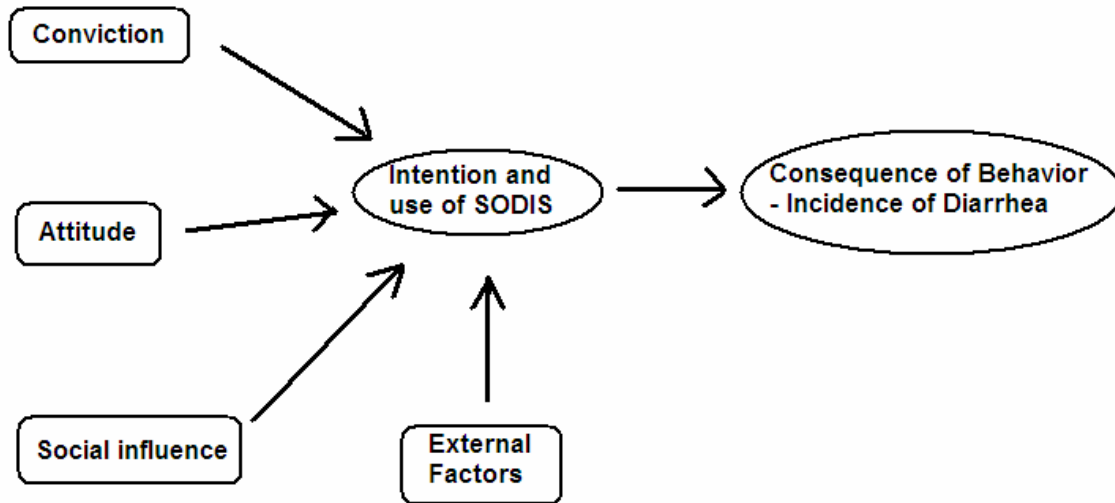 Conviction
Attitude
Social influence
External
Factors
Intention and
use of SODIS
Consequence of Behavior
- Incidence of Diarrhea